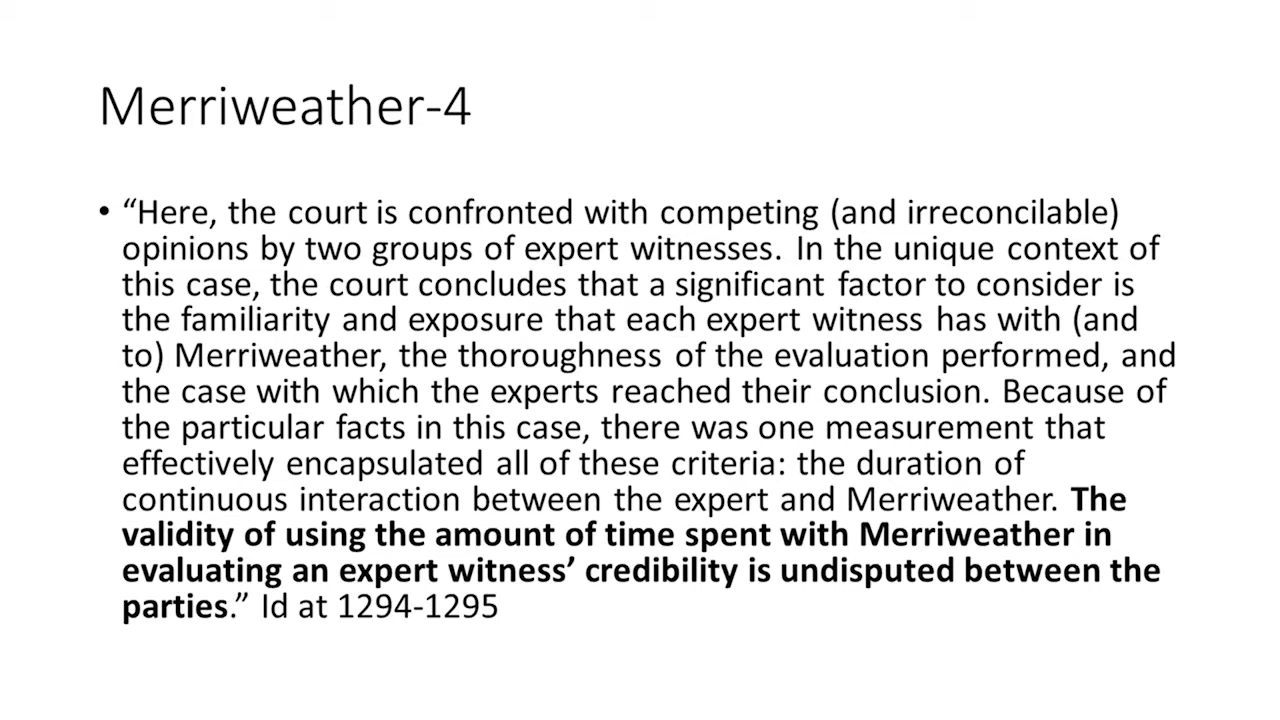 Merriweather-4
• “Here, the court is confronted with competing (and irreconcilable)
opinions by two groups of expert witnesses. In the unique context of
this case, the court concludes that a significant factor to consider is
the familiarity and exposure that each expert witness has with (and
to) Merriweather, the thoroughness of the evaluation performed, and
the case with which the experts reached their conclusion. Because of
the particular facts in this case, there was one measurement that
effectively encapsulated all of these criteria: the duration of
continuous interaction between the expert and Merriweather. The
validity of using the amount of time spent with Merriweather in
evaluating an expert witness’ credibility is undisputed between the
parties.” Id at 1294-1295